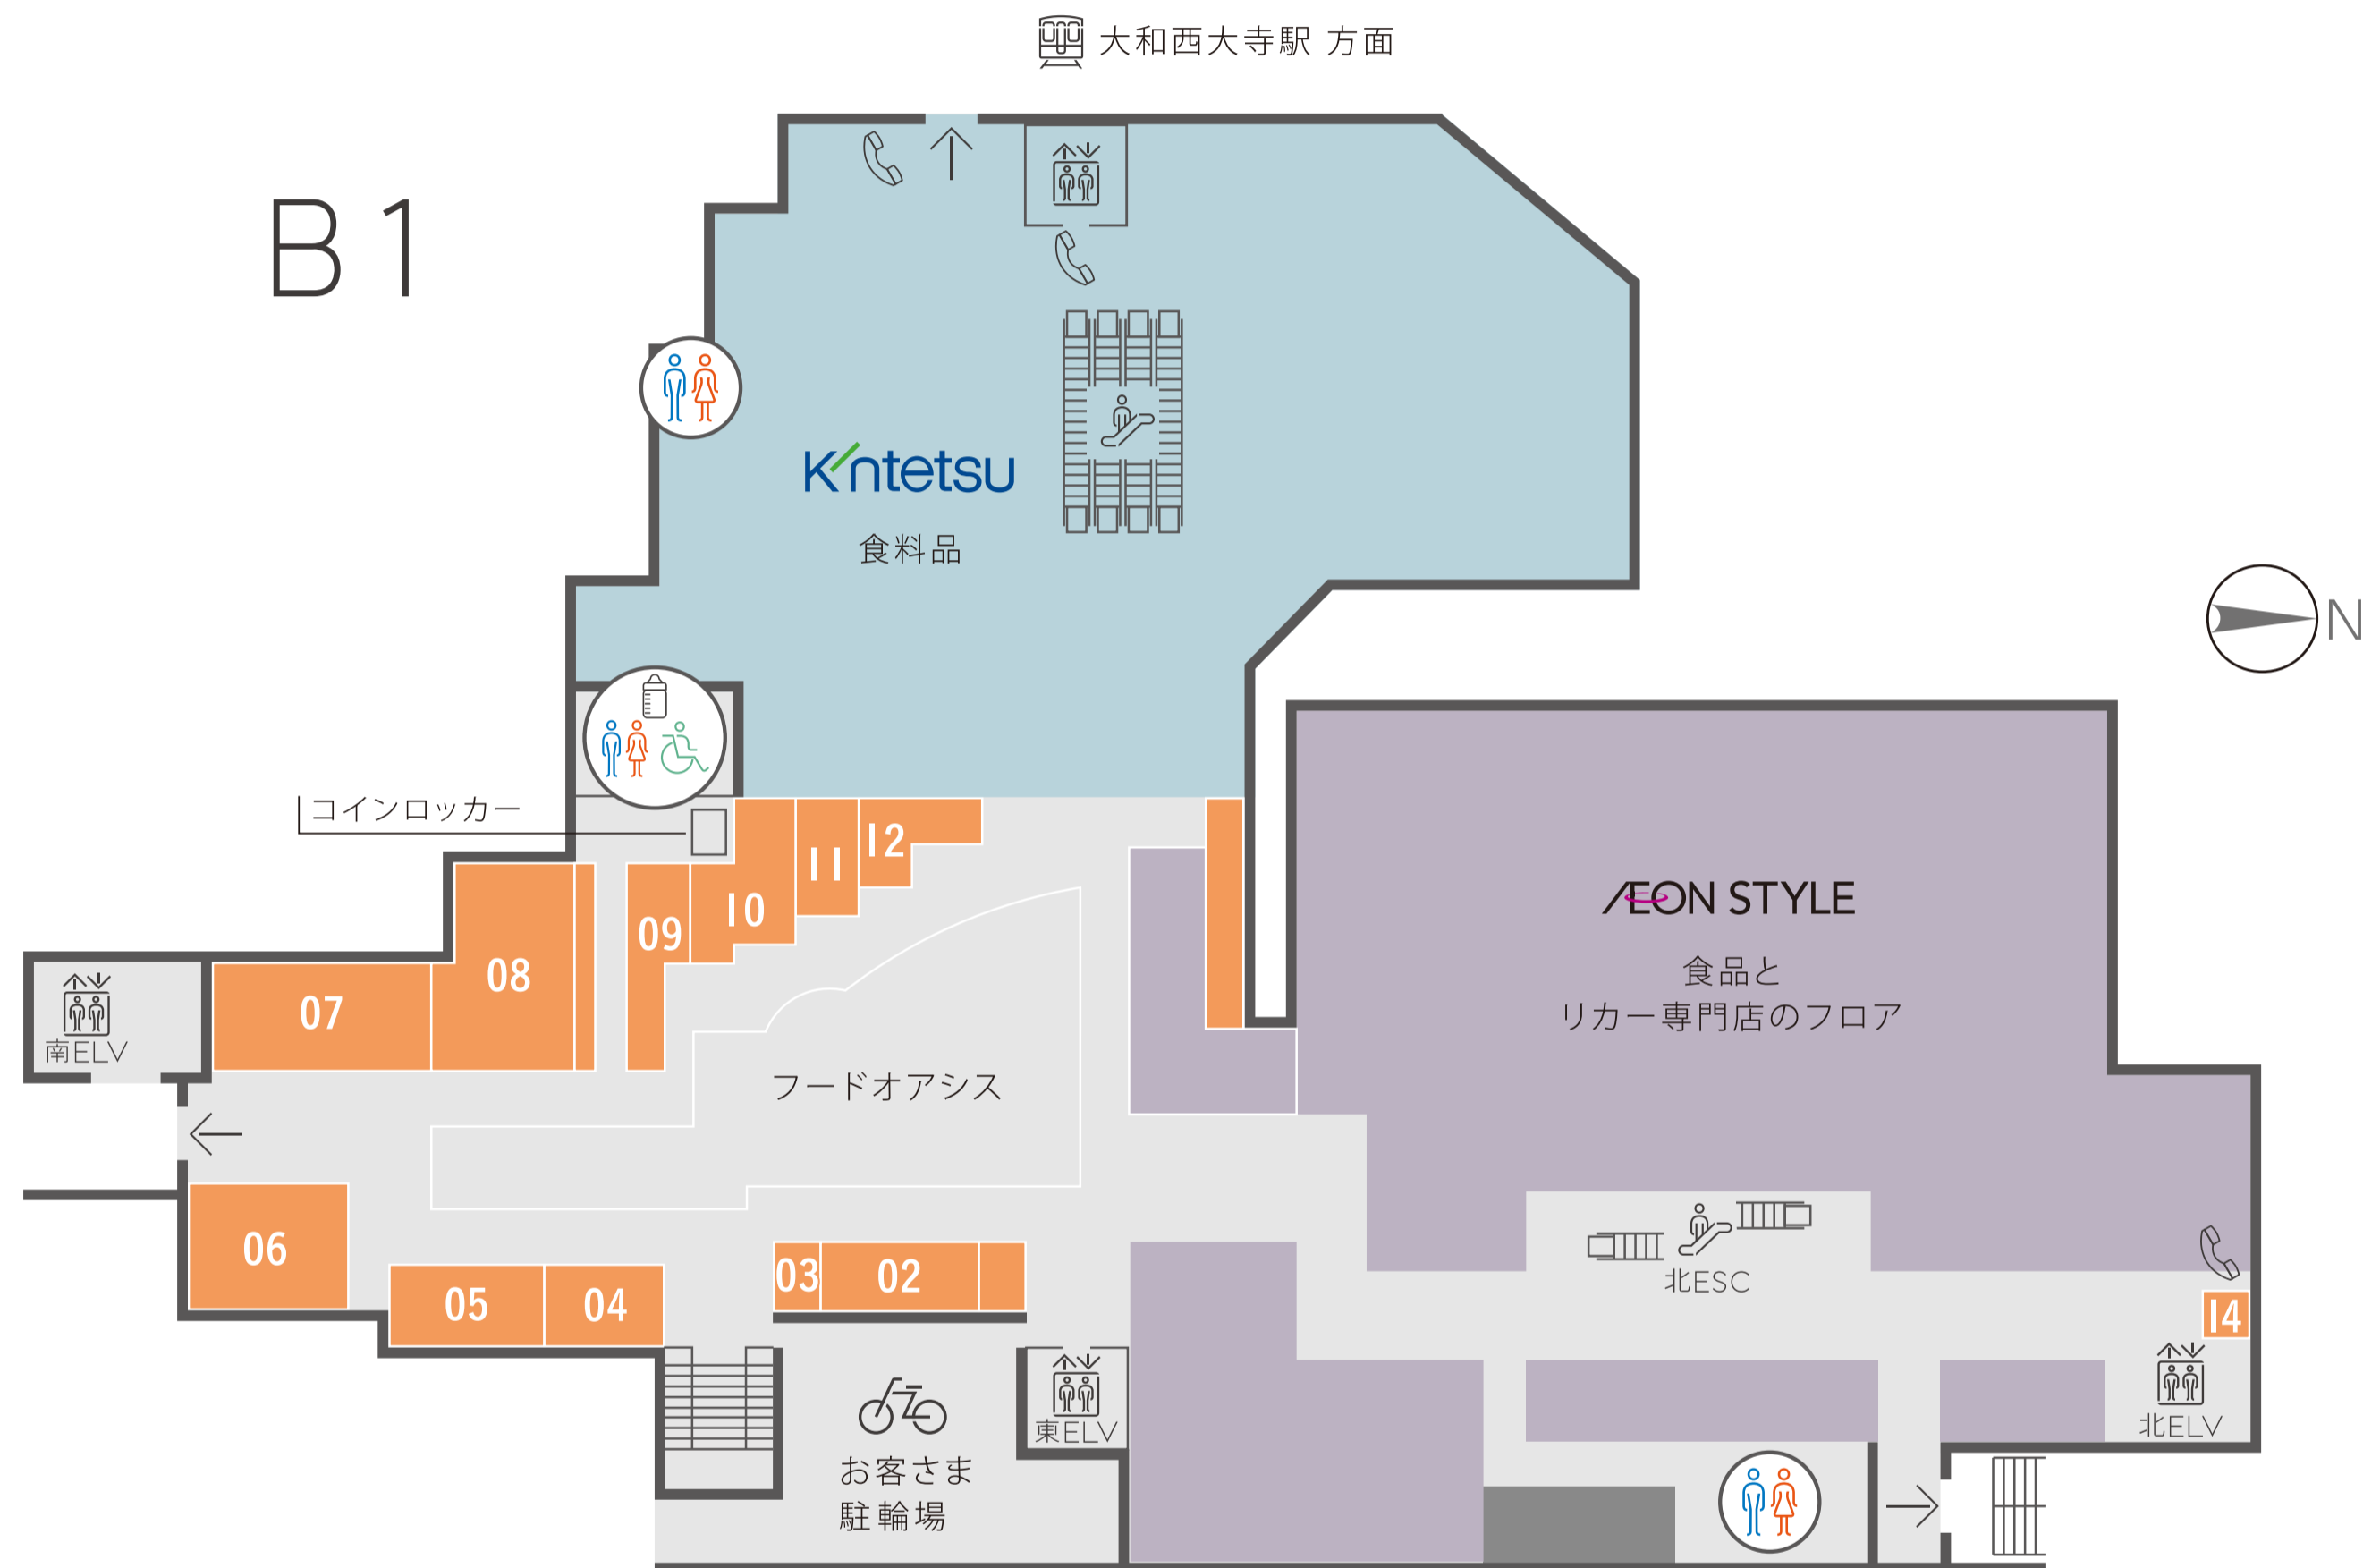 大和西大寺駅 方面
B1
Kintetsu
食料品
N
コインロッカー
12
11
10
09
08
07
ÆON STYLE
食品と
リカー専門店のフロア
南ELV
フードオアシス
06
05
04
03
02
北ESC
14
東ELV
北ELV
お客さま
駐輪場